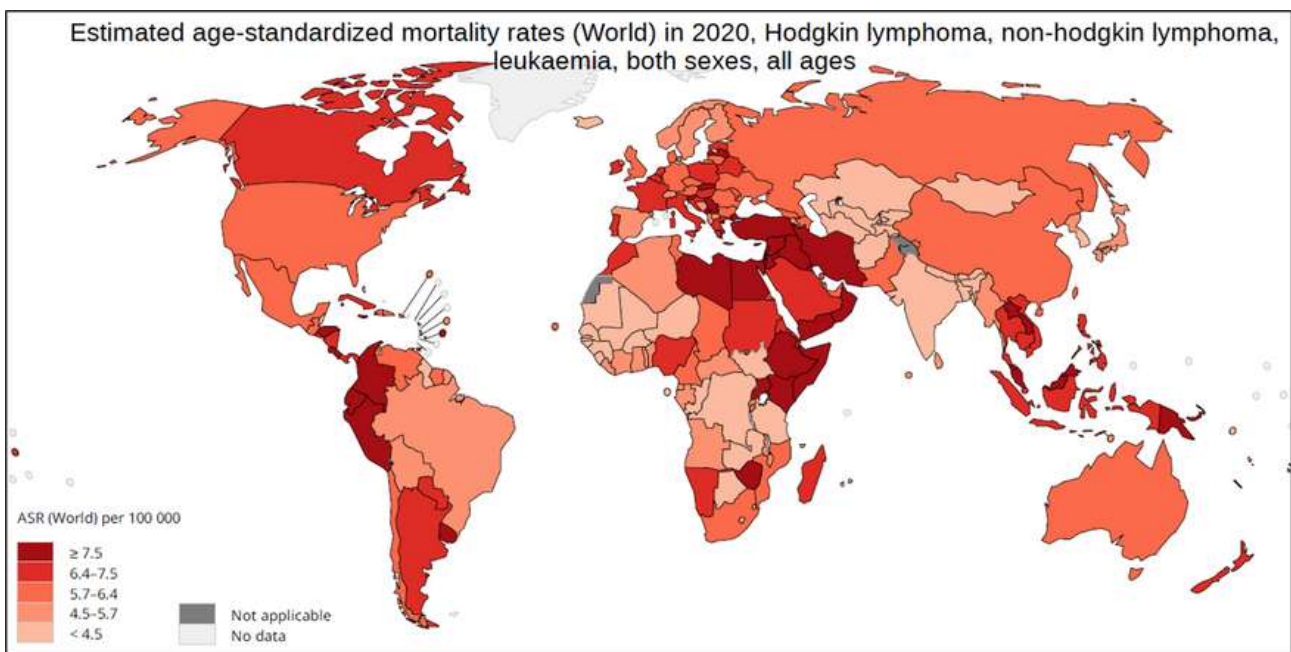 Estimated age-standardized mortality rates (World) in 2020, Hodgkin lymphoma, non-hodgkin lymphoma,
leukaemia, both sexes, all ages
ASR (World) per 100 000
≥ 7.5
6.4–7.5
5.7–6.4
4.5–5.7
< 4.5
Not applicable
No data